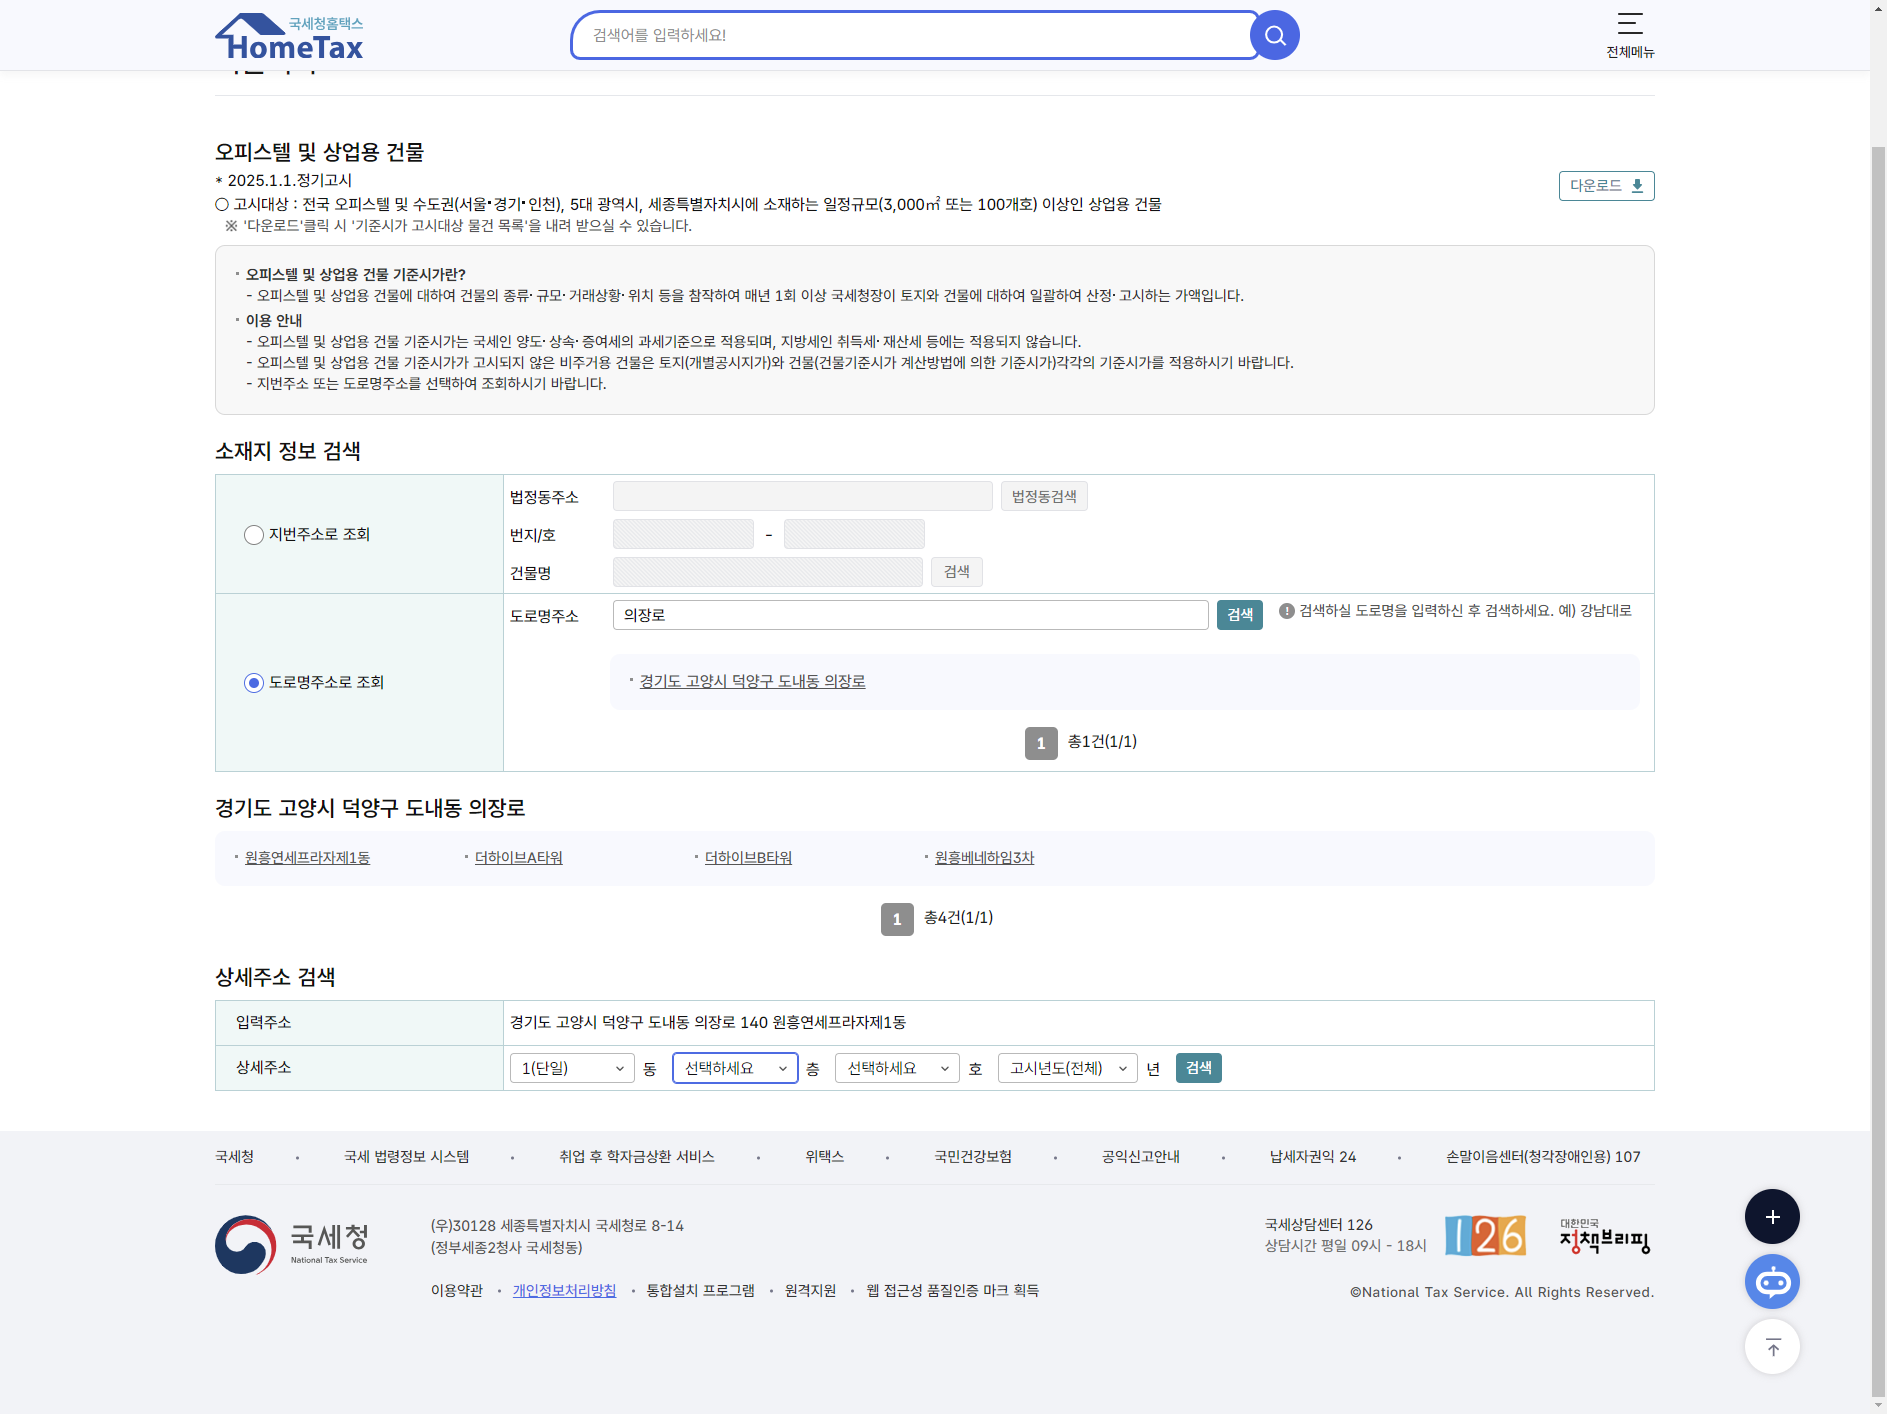 국세청홈택스
HomeTax
검색어를 입력하세요!
전체메뉴
오피스텔 및 상업용 건물
* 2025.1.1.정기고시
○ 고시대상 : 전국 오피스텔 및 수도권(서울·경기·인천), 5대 광역시, 세종특별자치시에 소재하는 일정규모(3,000㎡ 또는 100개호) 이상인 상업용 건물
※ '다운로드'클릭 시 '기준시가 고시대상 물건 목록'을 내려 받으실 수 있습니다.
다운로드
오피스텔 및 상업용 건물 기준시가란?
- 오피스텔 및 상업용 건물에 대하여 건물의 종류·규모·거래상황·위치 등을 참작하여 매년 1회 이상 국세청장이 토지와 건물에 대하여 일괄하여 산정·고시하는 가액입니다.
이용 안내
- 오피스텔 및 상업용 건물 기준시가는 국세인 양도·상속·증여세의 과세기준으로 적용되며, 지방세인 취득세·재산세 등에는 적용되지 않습니다.
- 오피스텔 및 상업용 건물 기준시가가 고시되지 않은 비주거용 건물은 토지(개별공시지가)와 건물(건물기준시가 계산방법에 의한 기준시가)각각의 기준시가를 적용하시기 바랍니다.
- 지번주소 또는 도로명주소를 선택하여 조회하시기 바랍니다.
소재지 정보 검색
지번주소로 조회
법정동주소
법정동검색
번지/호
-
건물명
검색
도로명주소로 조회
도로명주소
의장로
검색
검색하실 도로명을 입력하신 후 검색하세요. 예) 강남대로
경기도 고양시 덕양구 도내동 의장로
1 총1건(1/1)
경기도 고양시 덕양구 도내동 의장로
원흥연세프라자제1동
더하이브A타워
더하이브B타워
원흥베네하임3차
1 총4건(1/1)
상세주소 검색
입력주소
경기도 고양시 덕양구 도내동 의장로 140 원흥연세프라자제1동
상세주소
1(단일) 동 선택하세요 층 선택하세요 호 고시년도(전체) 년 검색
국세청 · 국세 법령정보 시스템 · 취업 후 학자금상환 서비스 · 위택스 · 국민건강보험 · 공익신고안내 · 납세자권익 24 · 손말이음센터(청각장애인용) 107
국세청
National Tax Service
(우)30128 세종특별자치시 국세청로 8-14
(정부세종2청사 국세청동)
이용약관 · 개인정보처리방침 · 통합설치 프로그램 · 원격지원 · 웹 접근성 품질인증 마크 획득
국세상담센터 126
상담시간 평일 09시 - 18시
126
대한민국
정책브리핑
©National Tax Service. All Rights Reserved.